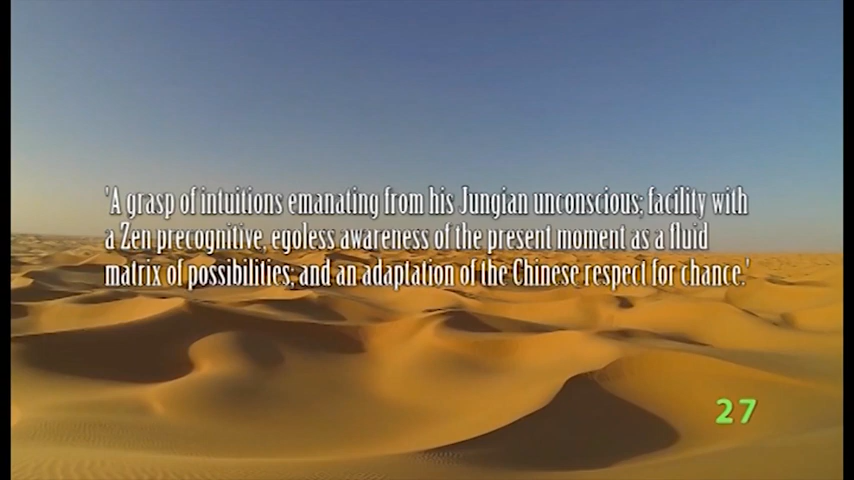 'A grasp of intuitions emanating from his Jungian unconscious; facility with
a Zen precognitive, egoless awareness of the present moment as a fluid
matrix of possibilities; and an adaptation of the Chinese respect for chance.'
27